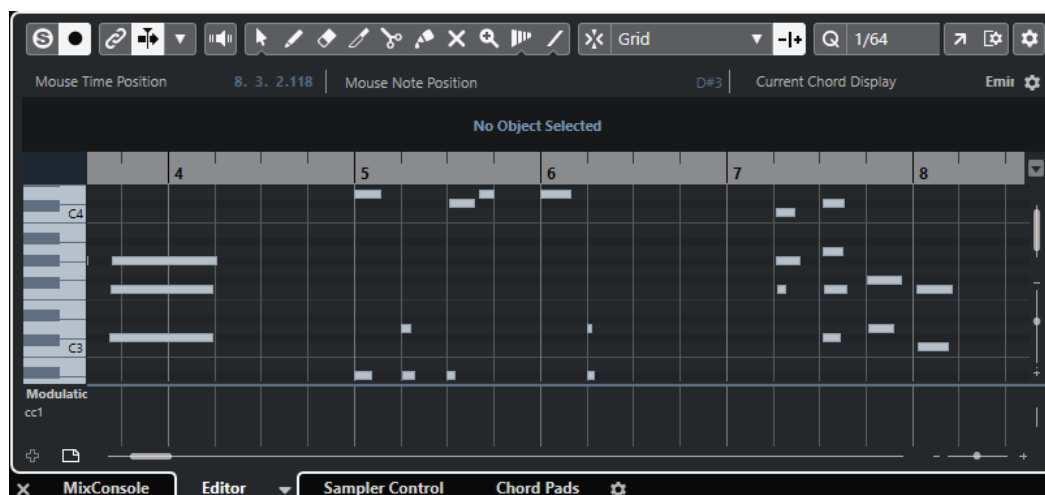 Grid
Q 1/64
Mouse Time Position 8. 3. 2.118 Mouse Note Position D#3 Current Chord Display Emin
No Object Selected
4 5 6 7 8
C4
C3
Modulatic
cc1
MixConsole Editor Sampler Control Chord Pads